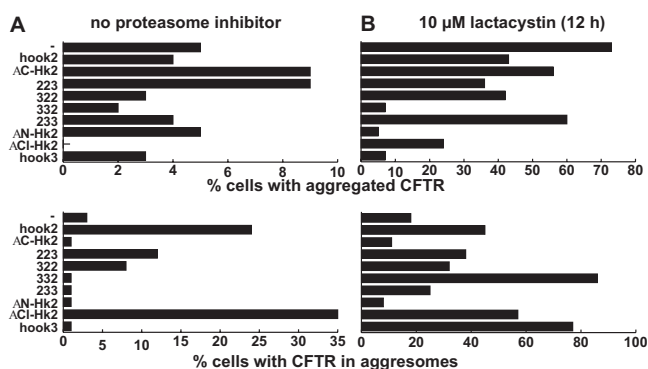 A no proteasome inhibitor
B 10 µM lactacystin (12 h)
-
hook2
ΔC-Hk2
223
322
332
233
ΔN-Hk2
ΔCl-Hk2
hook3
0 2 4 6 8 10
0 10 20 30 40 50 60 70 80
% cells with aggregated CFTR
-
hook2
ΔC-Hk2
223
322
332
233
ΔN-Hk2
ΔCl-Hk2
hook3
0 5 10 15 20 25 30 35
0 20 40 60 80 100
% cells with CFTR in aggresomes